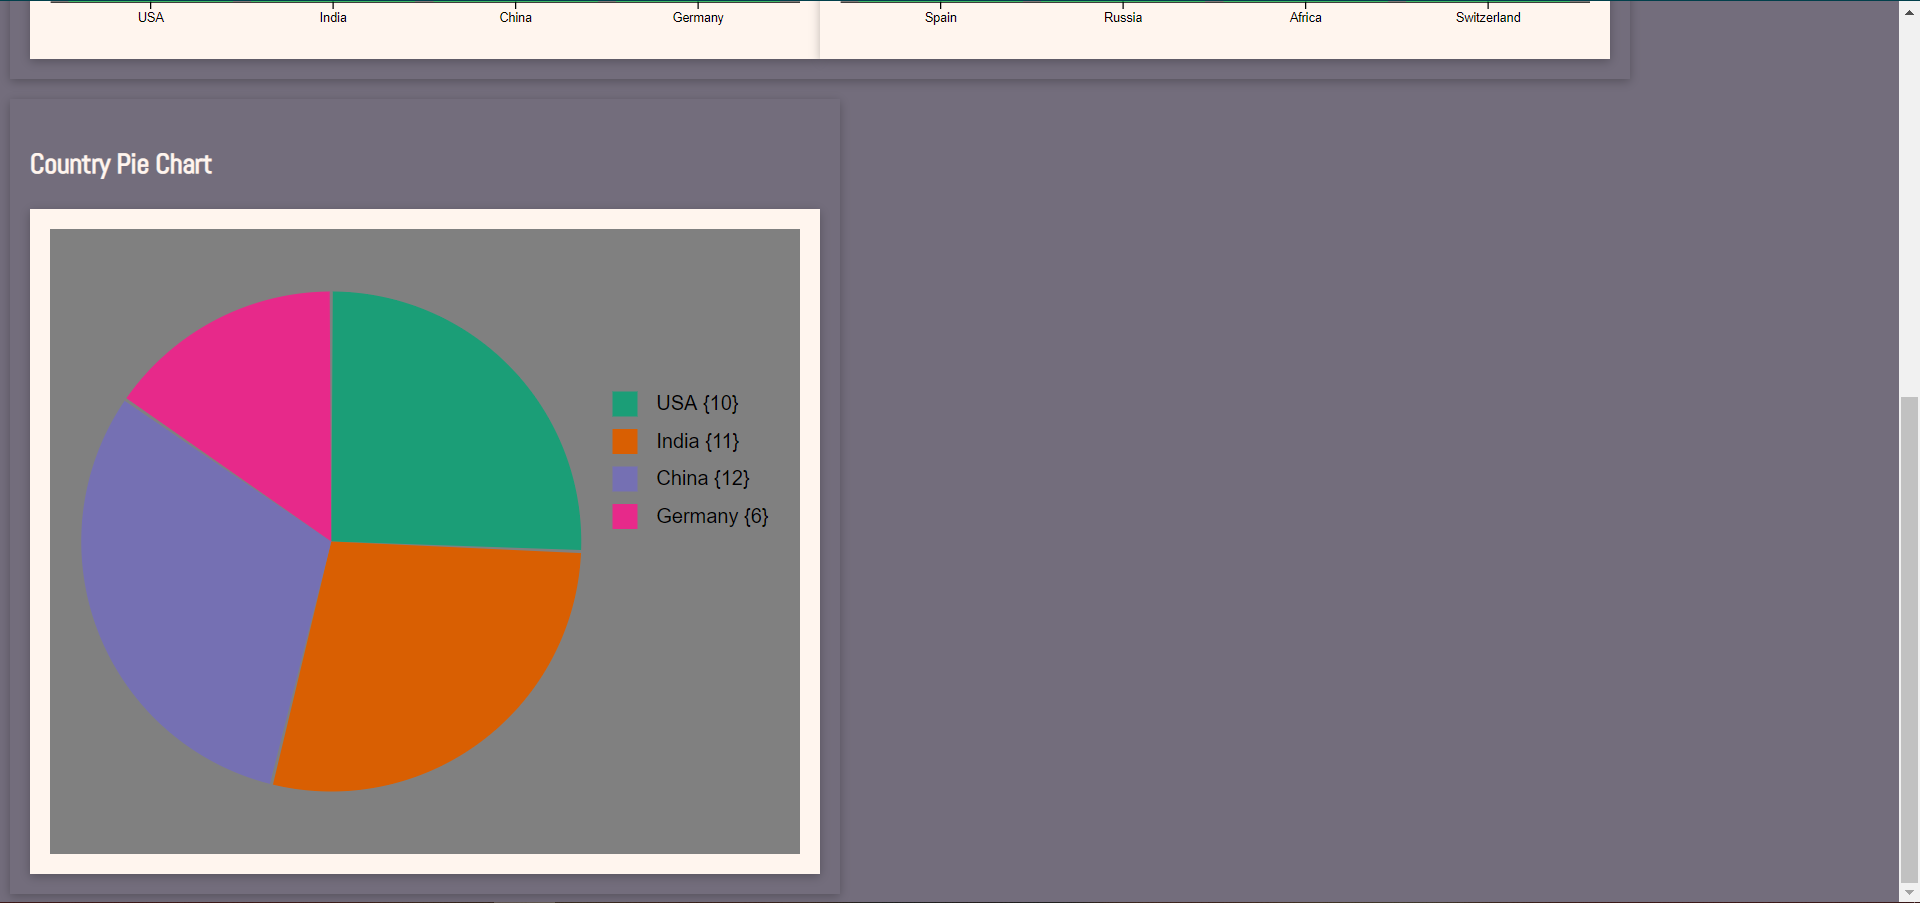 USA India China Germany Spain Russia Africa Switzerland
Country Pie Chart
USA {10}
India {11}
China {12}
Germany {6}